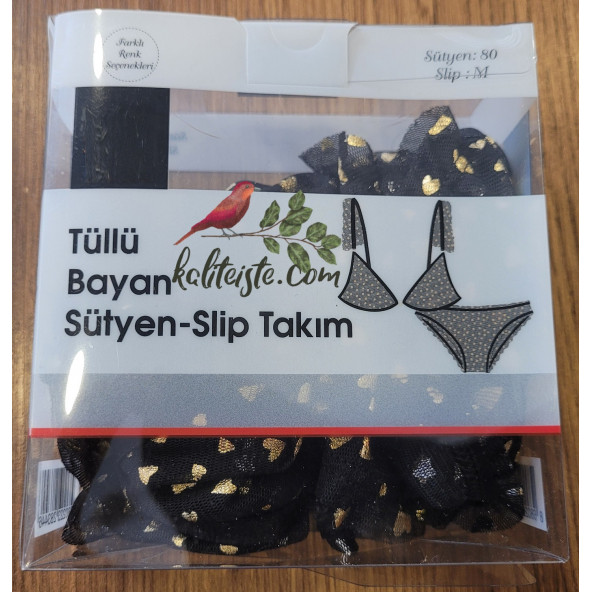 Farklı
Renk
Seçenekleri
Sütyen: 80
Slip : M
Tüllü
Bayan
kaliteiste.com
Sütyen-Slip Takım